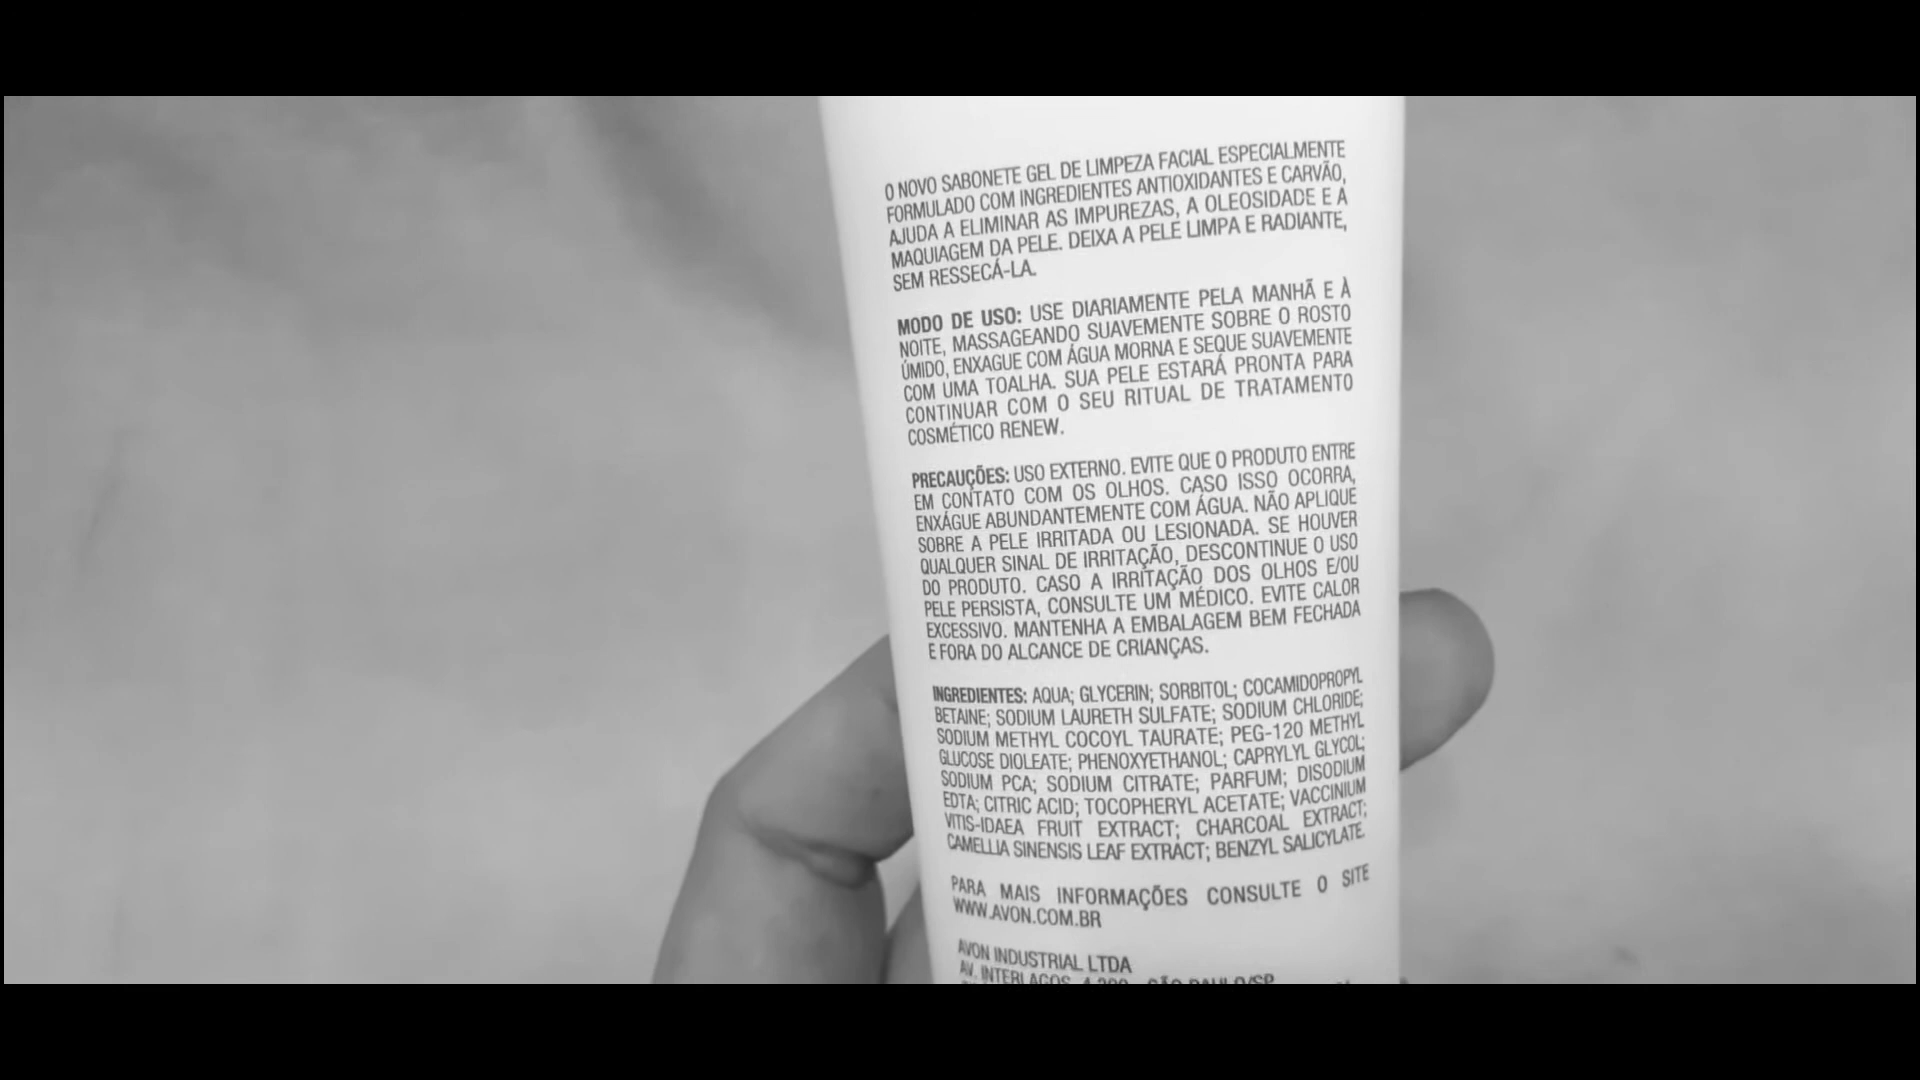 O NOVO SABONETE GEL DE LIMPEZA FACIAL ESPECIALMENTE
FORMULADO COM INGREDIENTES ANTIOXIDANTES E CARVÃO,
AJUDA A ELIMINAR AS IMPUREZAS, A OLEOSIDADE E A
MAQUIAGEM DA PELE. DEIXA A PELE LIMPA E RADIANTE,
SEM RESSECÁ-LA.
MODO DE USO: USE DIARIAMENTE PELA MANHÃ E À
NOITE, MASSAGEANDO SUAVEMENTE SOBRE O ROSTO
ÚMIDO, ENXAGUE COM ÁGUA MORNA E SEQUE SUAVEMENTE
COM UMA TOALHA. SUA PELE ESTARÁ PRONTA PARA
CONTINUAR COM O SEU RITUAL DE TRATAMENTO
COSMÉTICO RENEW.
PRECAUÇÕES: USO EXTERNO. EVITE QUE O PRODUTO ENTRE
EM CONTATO COM OS OLHOS. CASO ISSO OCORRA,
ENXÁGUE ABUNDANTEMENTE COM ÁGUA. NÃO APLIQUE
SOBRE A PELE IRRITADA OU LESIONADA. SE HOUVER
QUALQUER SINAL DE IRRITAÇÃO, DESCONTINUE O USO
DO PRODUTO. CASO A IRRITAÇÃO DOS OLHOS E/OU
PELE PERSISTA, CONSULTE UM MÉDICO. EVITE CALOR
EXCESSIVO. MANTENHA A EMBALAGEM BEM FECHADA
E FORA DO ALCANCE DE CRIANÇAS.
INGREDIENTES: AQUA; GLYCERIN; SORBITOL; COCAMIDOPROPYL
BETAINE; SODIUM LAURETH SULFATE; SODIUM CHLORIDE;
SODIUM METHYL COCOYL TAURATE; PEG-120 METHYL
GLUCOSE DIOLEATE; PHENOXYETHANOL; CAPRYLYL GLYCOL;
SODIUM PCA; SODIUM CITRATE; PARFUM; DISODIUM
EDTA; CITRIC ACID; TOCOPHERYL ACETATE; VACCINIUM
VITIS-IDAEA FRUIT EXTRACT; CHARCOAL EXTRACT;
CAMELLIA SINENSIS LEAF EXTRACT; BENZYL SALICYLATE.
PARA MAIS INFORMAÇÕES CONSULTE O SITE
WWW.AVON.COM.BR
AVON INDUSTRIAL LTDA
AV. INTERLAGOS, 4.300 - SÃO PAULO/SP